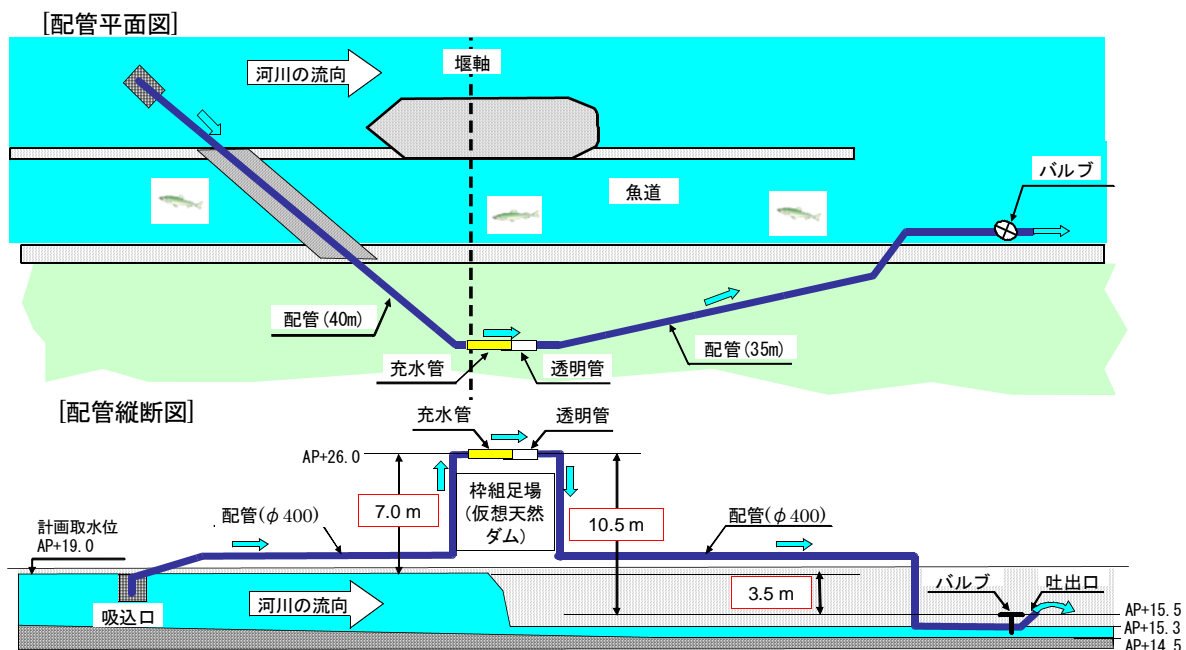 [配管平面図]
河川の流向
堰軸
バルブ
魚道
配管(40m)
充水管
透明管
配管(35m)
[配管縦断図]
充水管
透明管
AP+26.0
枠組足場
(仮想天然
ダム)
7.0 m
10.5 m
計画取水位
AP+19.0
配管(φ400)
配管(φ400)
3.5 m
バルブ
吐出口
吸込口
河川の流向
AP+15.5
AP+15.3
AP+14.5